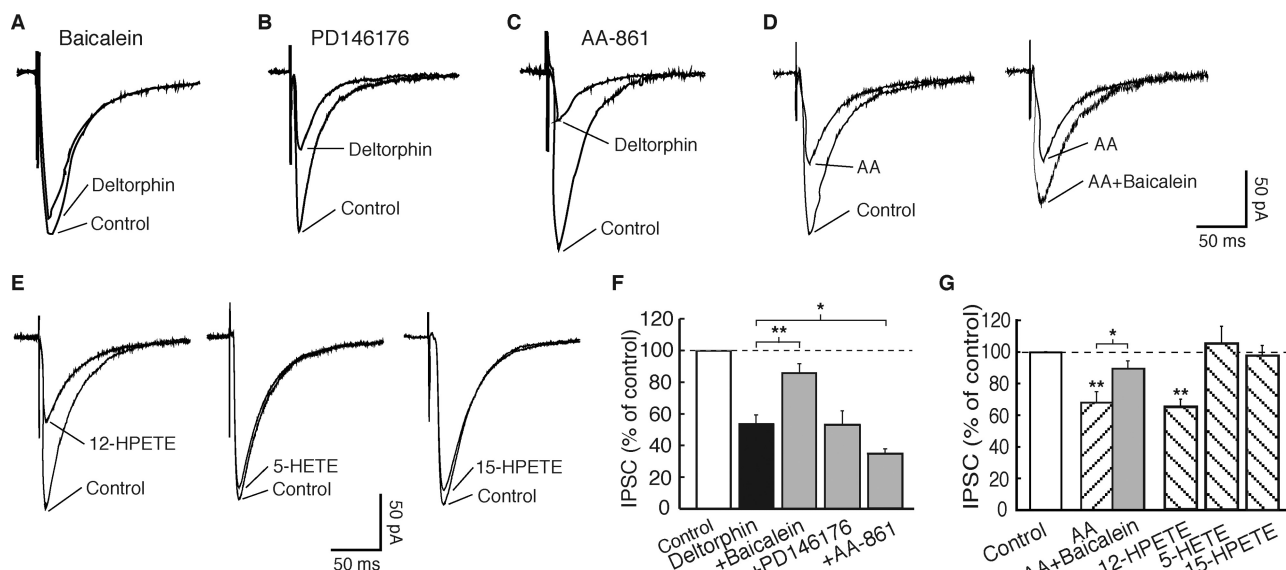 A
Baicalein
Deltorphin
Control
B
PD146176
Deltorphin
Control
C
AA-861
Deltorphin
Control
D
AA
Control
AA
AA+Baicalein
50 pA
50 ms
E
12-HPETE
Control
5-HETE
Control
15-HPETE
Control
50 pA
50 ms
F
IPSC (% of control)
120
100
80
60
40
20
0
**
*
Control
Deltorphin
+Baicalein
+PD146176
+AA-861
G
IPSC (% of control)
120
100
80
60
40
20
0
**
*
**
Control
AA
AA+Baicalein
12-HPETE
5-HETE
15-HPETE